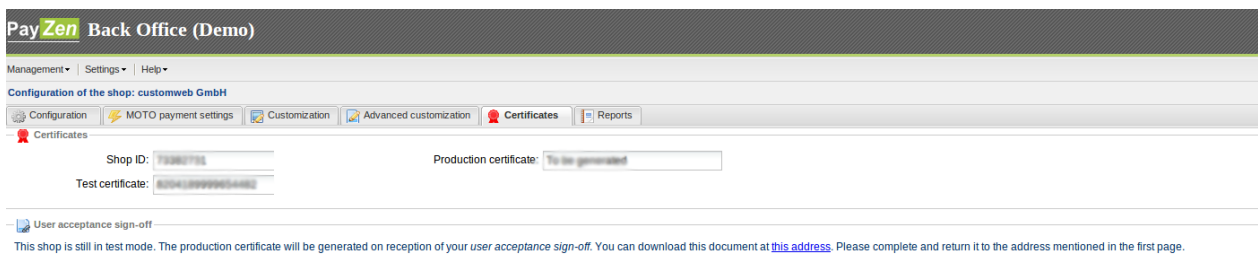 PayZen Back Office (Demo)
Management Settings Help
Configuration of the shop: customweb GmbH
Configuration MOTO payment settings Customization Advanced customization Certificates Reports
Certificates
Shop ID: Production certificate: To be generated
Test certificate:
User acceptance sign-off
This shop is still in test mode. The production certificate will be generated on reception of your user acceptance sign-off. You can download this document at this address. Please complete and return it to the address mentioned in the first page.